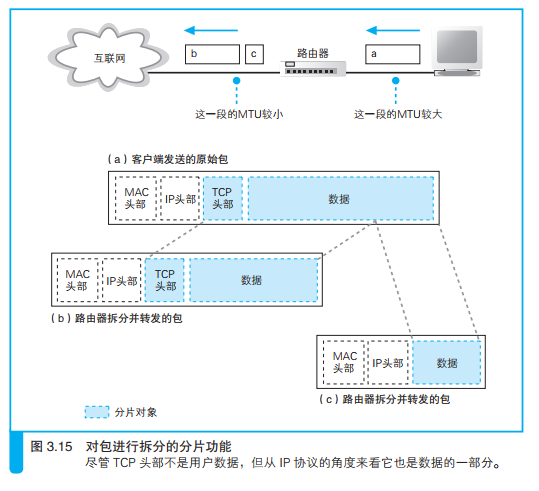 互联网
b
c
路由器
a
这一段的MTU较小
这一段的MTU较大
(a)客户端发送的原始包
MAC
头部
IP头部
TCP
头部
数据
MAC
头部
IP头部
TCP
头部
数据
(b)路由器拆分并转发的包
MAC
头部
IP头部
数据
(c)路由器拆分并转发的包
分片对象
图 3.15 对包进行拆分的分片功能
尽管 TCP 头部不是用户数据，但从 IP 协议的角度来看它也是数据的一部分。